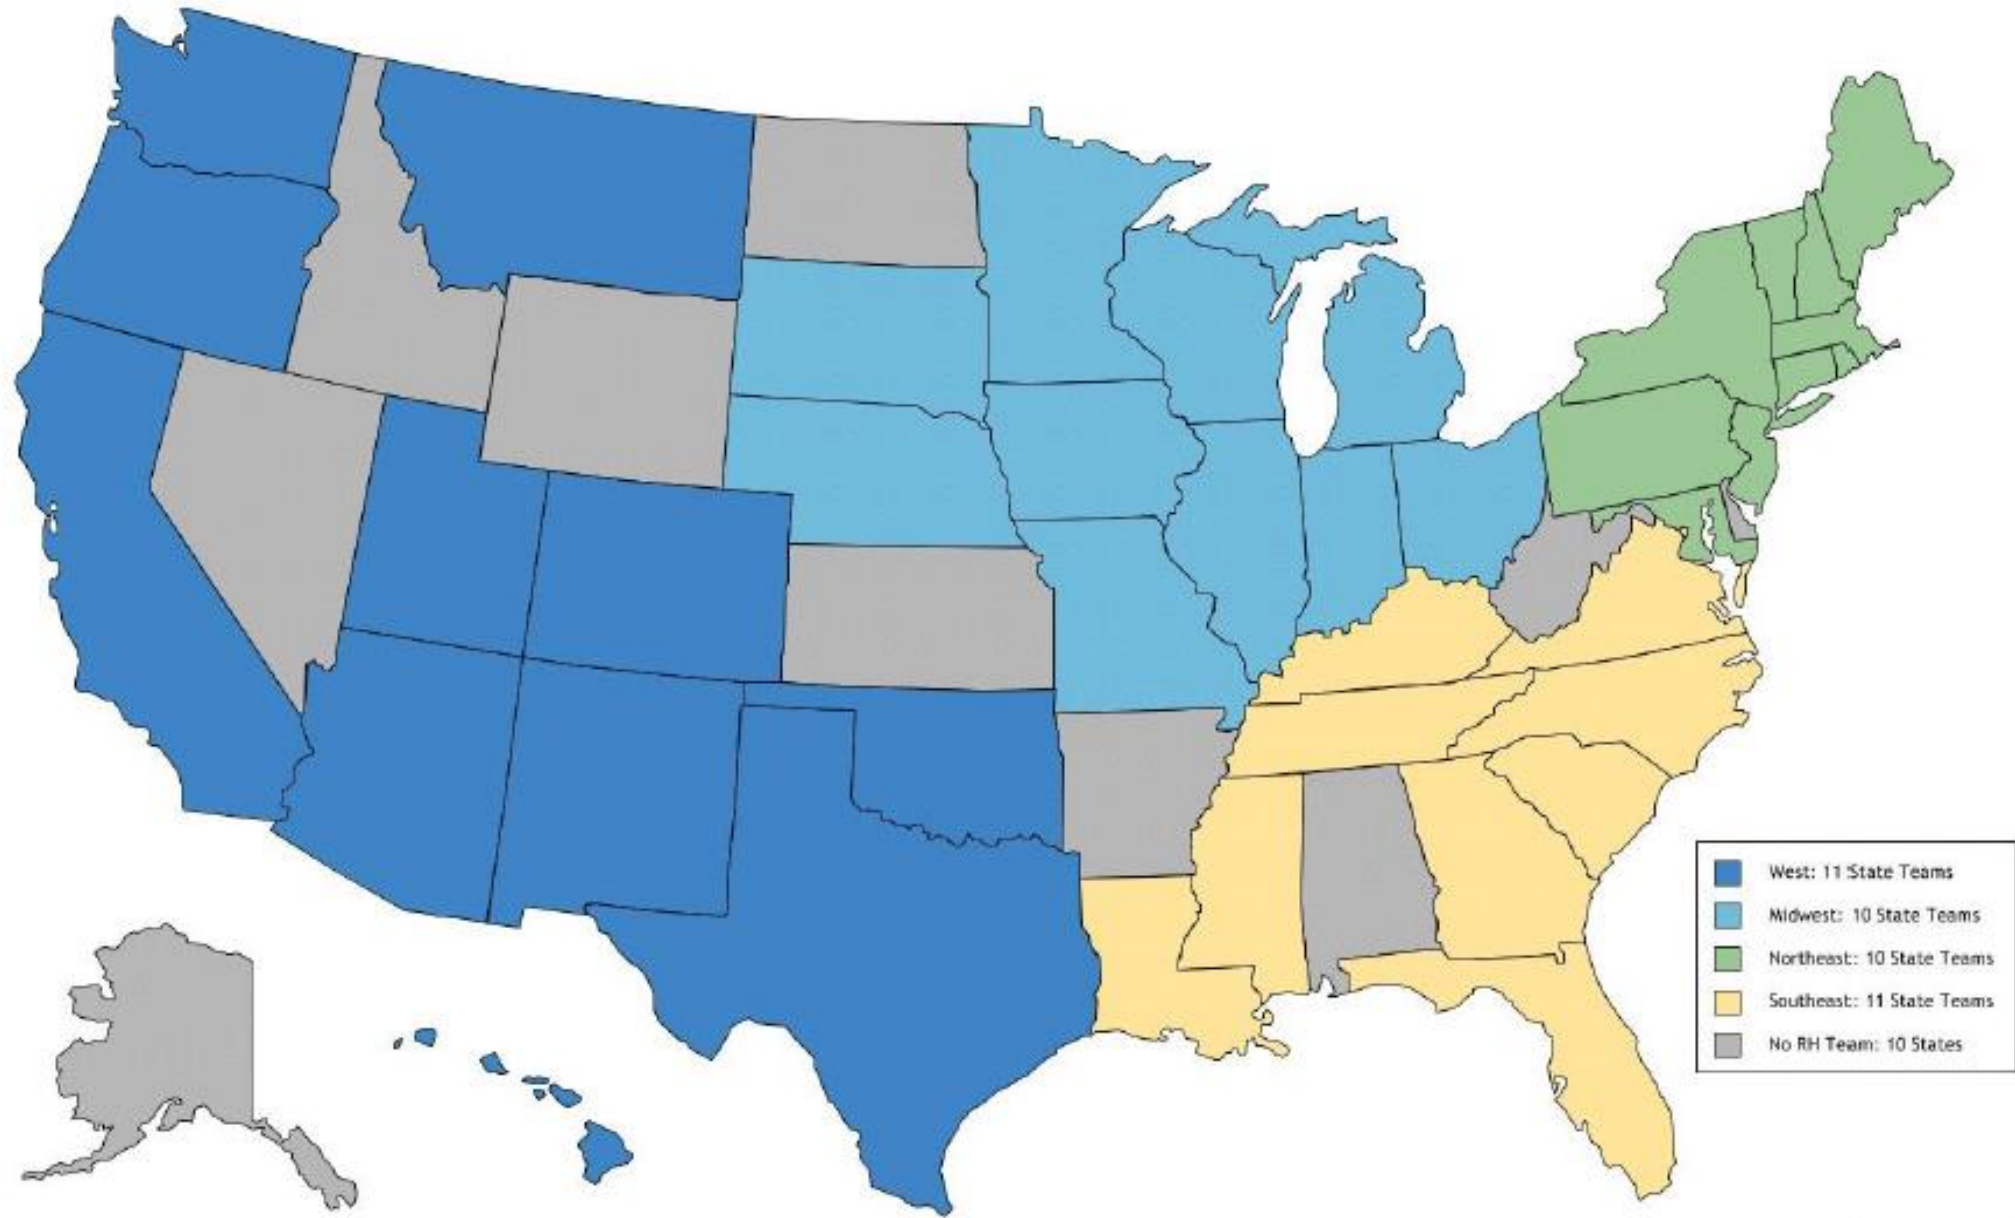 West: 11 State Teams
Midwest: 10 State Teams
Northeast: 10 State Teams
Southeast: 11 State Teams
No RH Team: 10 States